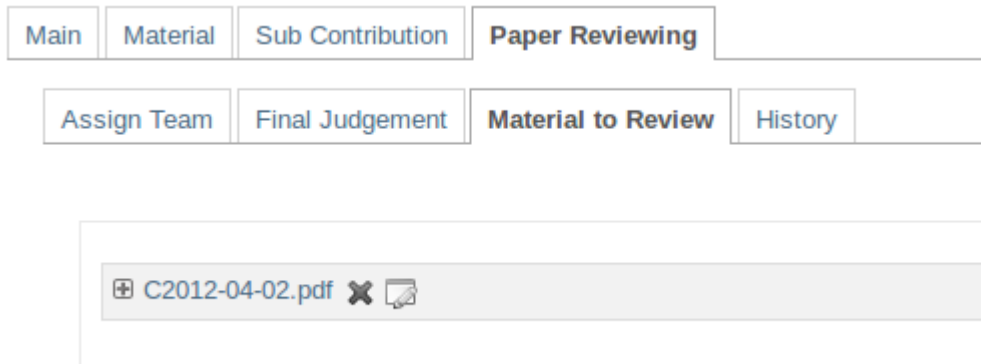 Main Material Sub Contribution Paper Reviewing
Assign Team Final Judgement Material to Review History
C2012-04-02.pdf